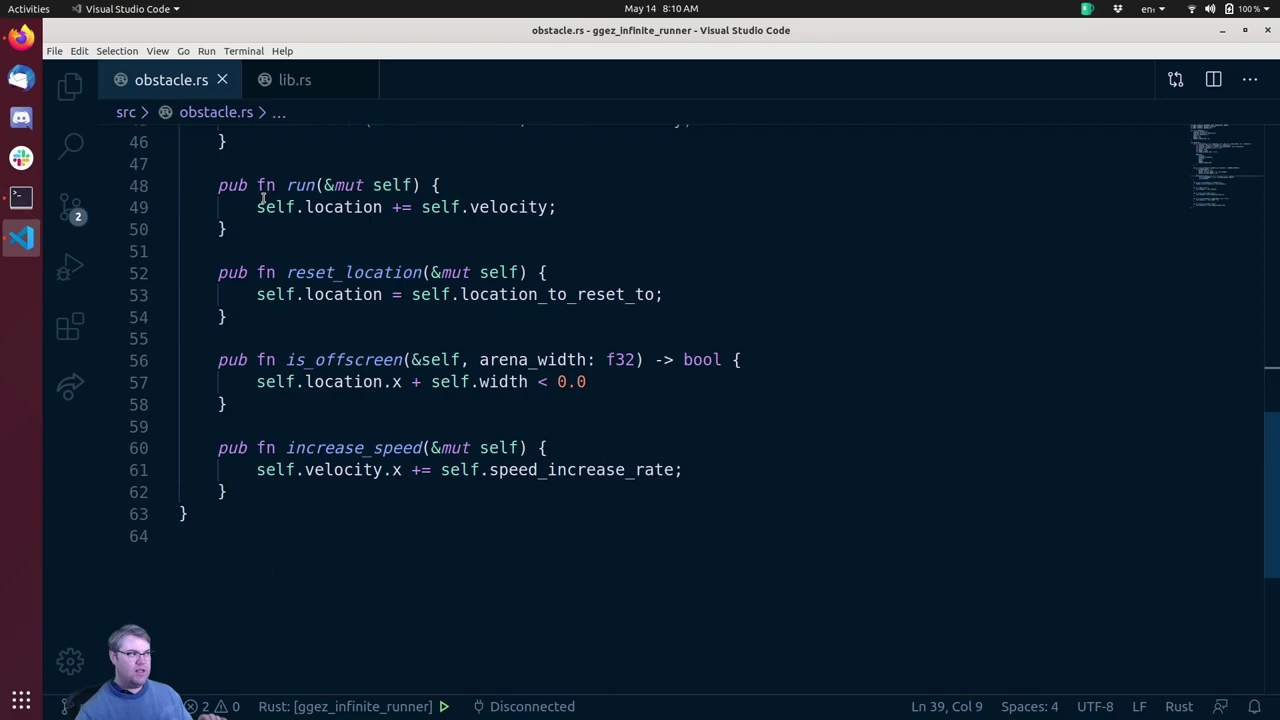 Activities
Visual Studio Code
May 14 8:10 AM
en
100 %
obstacle.rs - ggez_infinite_runner - Visual Studio Code
File Edit Selection View Go Run Terminal Help
obstacle.rs
lib.rs
src > obstacle.rs > ...
46 }
47
48 pub fn run(&mut self) {
49 self.location += self.velocity;
50 }
51
52 pub fn reset_location(&mut self) {
53 self.location = self.location_to_reset_to;
54 }
55
56 pub fn is_offscreen(&self, arena_width: f32) -> bool {
57 self.location.x + self.width < 0.0
58 }
59
60 pub fn increase_speed(&mut self) {
61 self.velocity.x += self.speed_increase_rate;
62 }
63 }
64
2
2 0 Rust: [ggez_infinite_runner] Disconnected Ln 39, Col 9 Spaces: 4 UTF-8 LF Rust